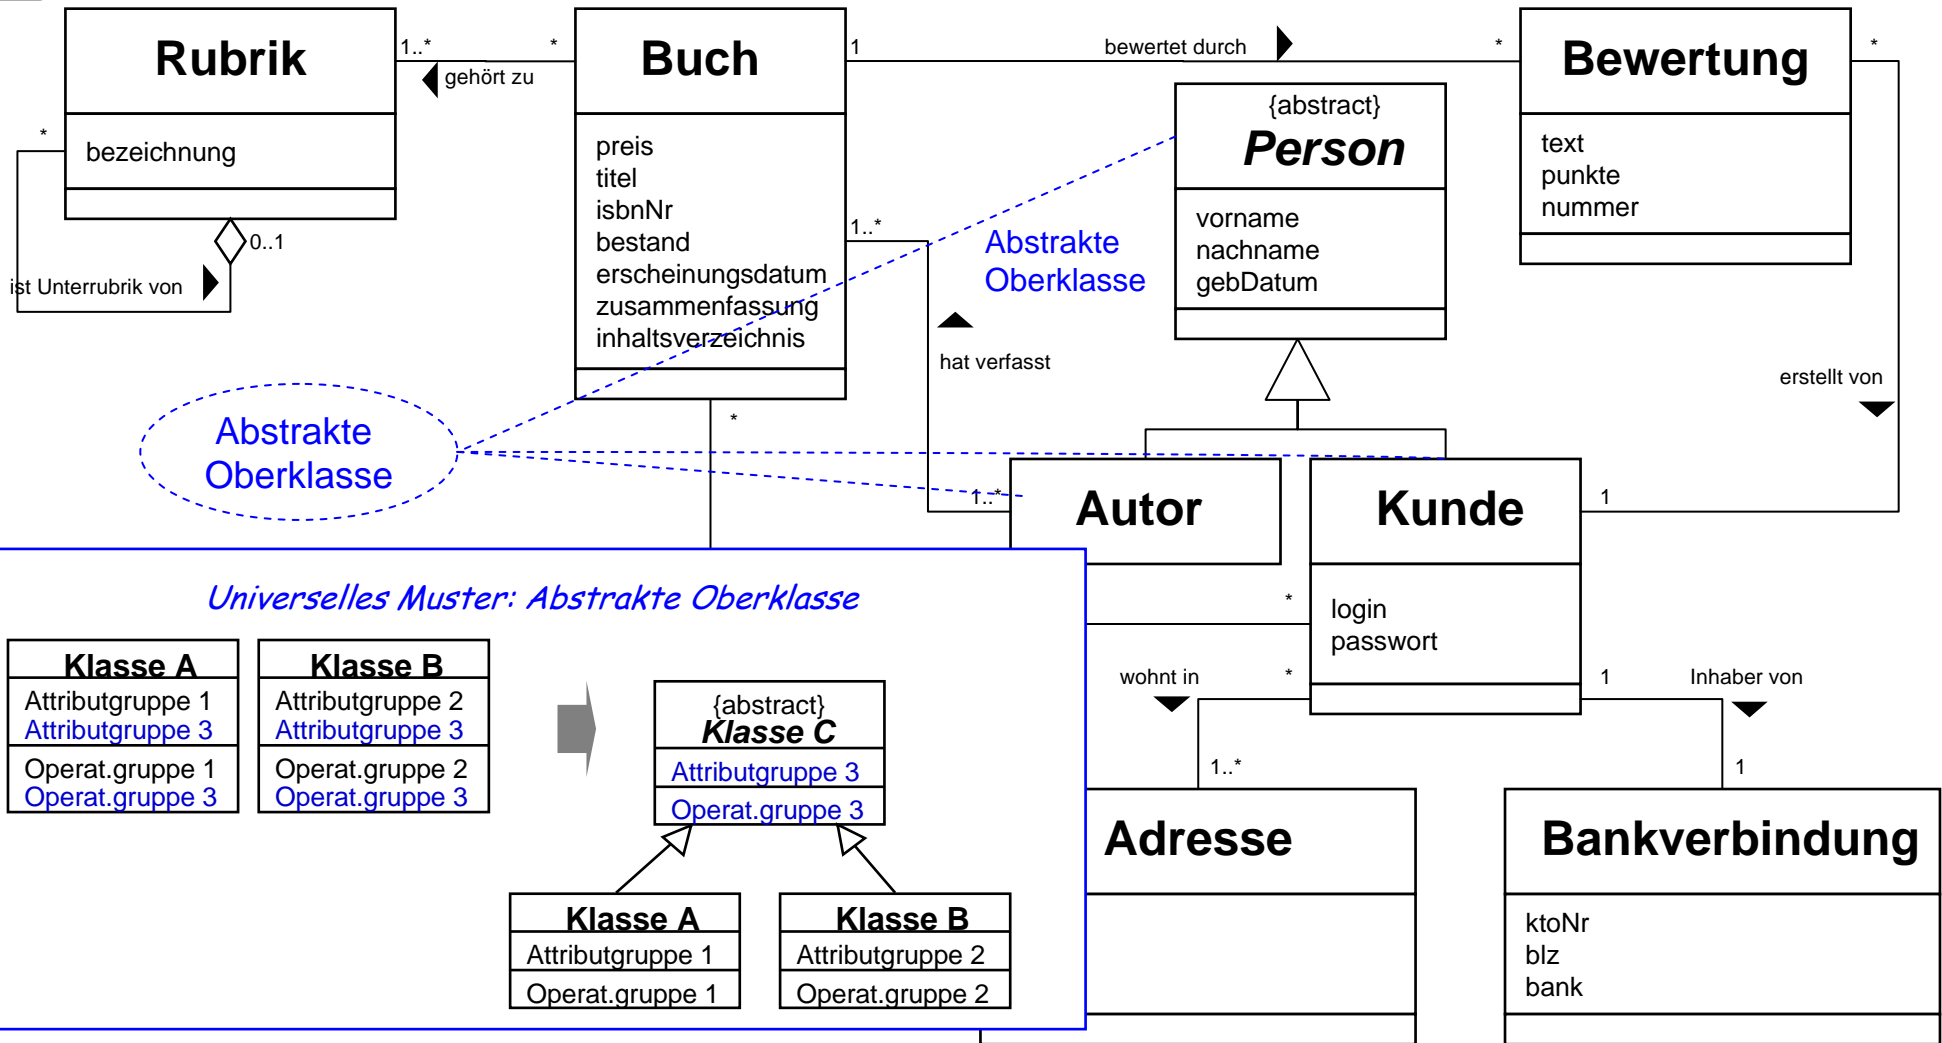 Rubrik
bezeichnung
*
0..1
ist Unterrubrik von
1..*
*
gehört zu
Buch
preis
titel
isbnNr
bestand
erscheinungsdatum
zusammenfassung
inhaltsverzeichnis
1
bewertet durch
*
1..*
hat verfasst
1..*
*
{abstract}
Person
vorname
nachname
gebDatum
Abstrakte
Oberklasse
Bewertung
text
punkte
nummer
*
erstellt von
1
Abstrakte
Oberklasse
Autor
Kunde
login
passwort
*
*
wohnt in
1..*
1
Inhaber von
1
Adresse
Bankverbindung
ktoNr
blz
bank
Universelles Muster: Abstrakte Oberklasse
Klasse A
Attributgruppe 1
Attributgruppe 3
Operat.gruppe 1
Operat.gruppe 3
Klasse B
Attributgruppe 2
Attributgruppe 3
Operat.gruppe 2
Operat.gruppe 3
{abstract}
Klasse C
Attributgruppe 3
Operat.gruppe 3
Klasse A
Attributgruppe 1
Operat.gruppe 1
Klasse B
Attributgruppe 2
Operat.gruppe 2